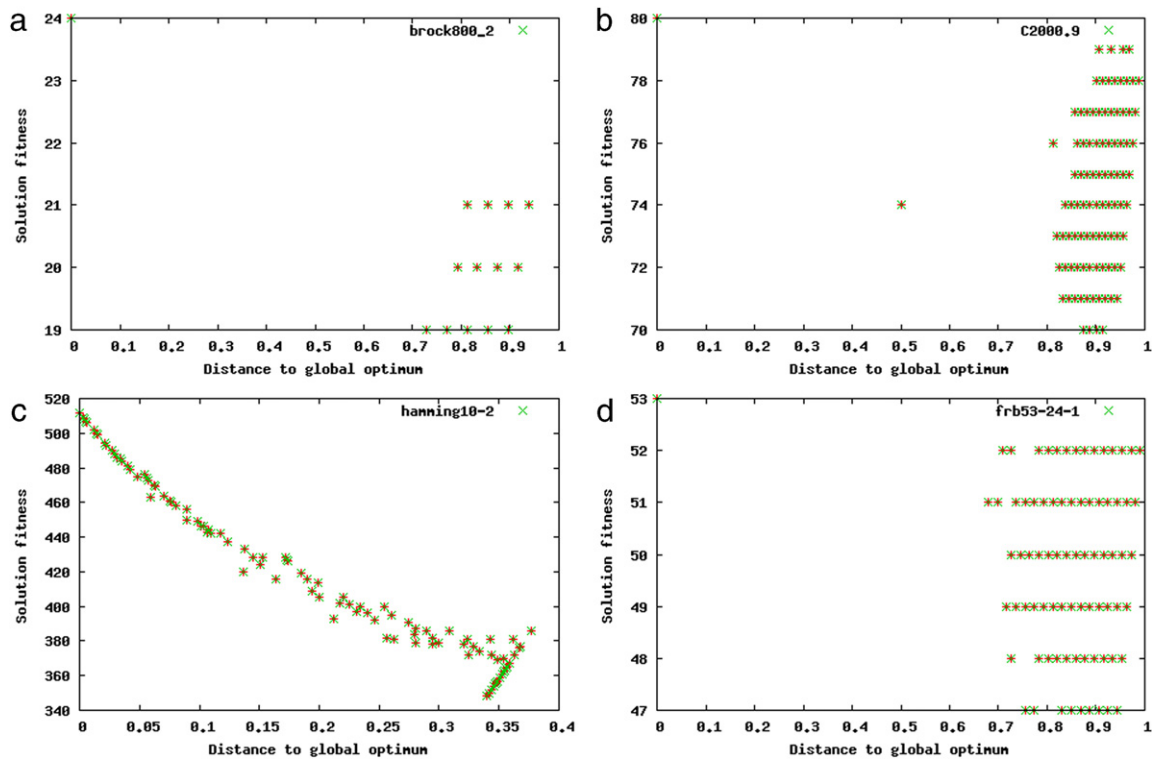 a
brock800_2
24
23
22
21
20
19
Solution fitness
0 0.1 0.2 0.3 0.4 0.5 0.6 0.7 0.8 0.9 1
Distance to global optimum
b
C2000.9
80
78
76
74
72
70
Solution fitness
0 0.1 0.2 0.3 0.4 0.5 0.6 0.7 0.8 0.9 1
Distance to global optimum
c
hamming10-2
520
500
480
460
440
420
400
380
360
340
Solution fitness
0 0.05 0.1 0.15 0.2 0.25 0.3 0.35 0.4
Distance to global optimum
d
frb53-24-1
53
52
51
50
49
48
47
Solution fitness
0 0.1 0.2 0.3 0.4 0.5 0.6 0.7 0.8 0.9 1
Distance to global optimum